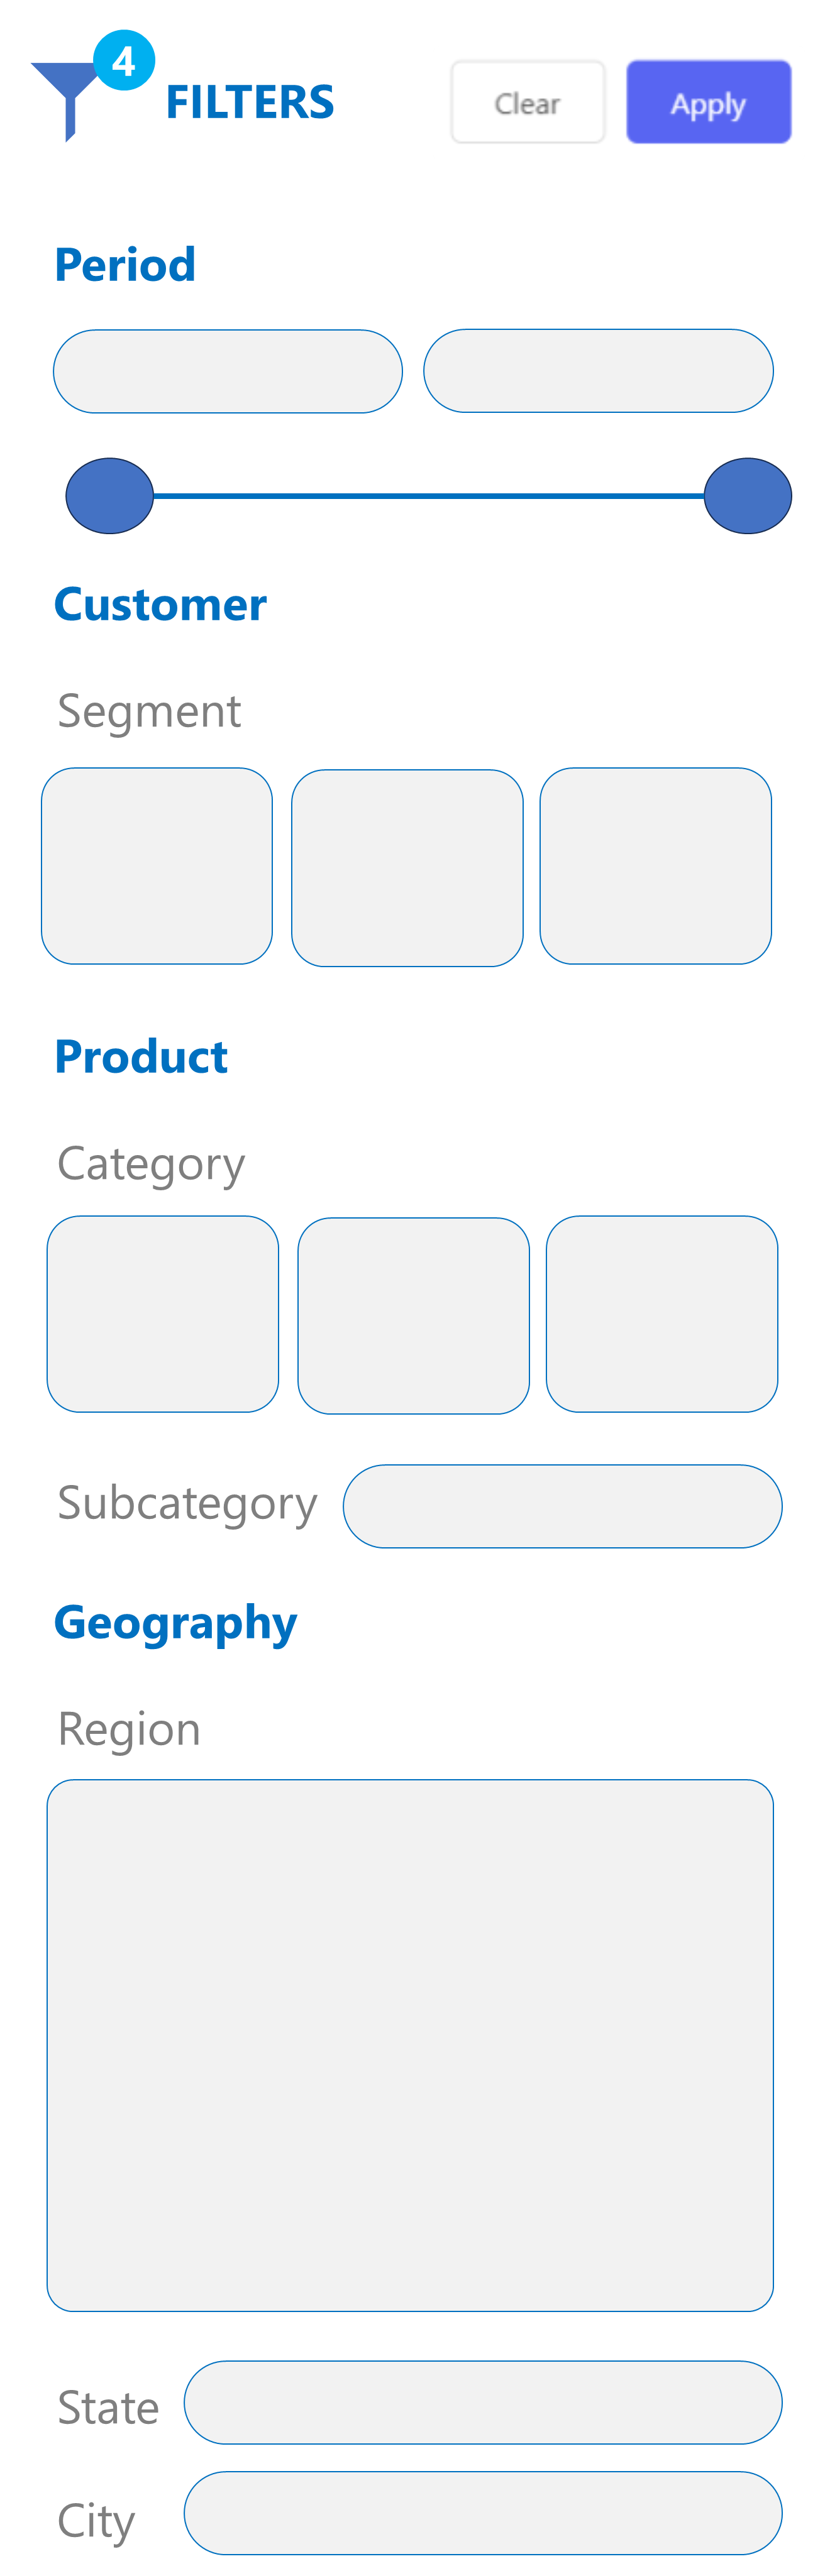 4
FILTERS
Clear
Apply
Period
Customer
Segment
Product
Category
Subcategory
Geography
Region
State
City